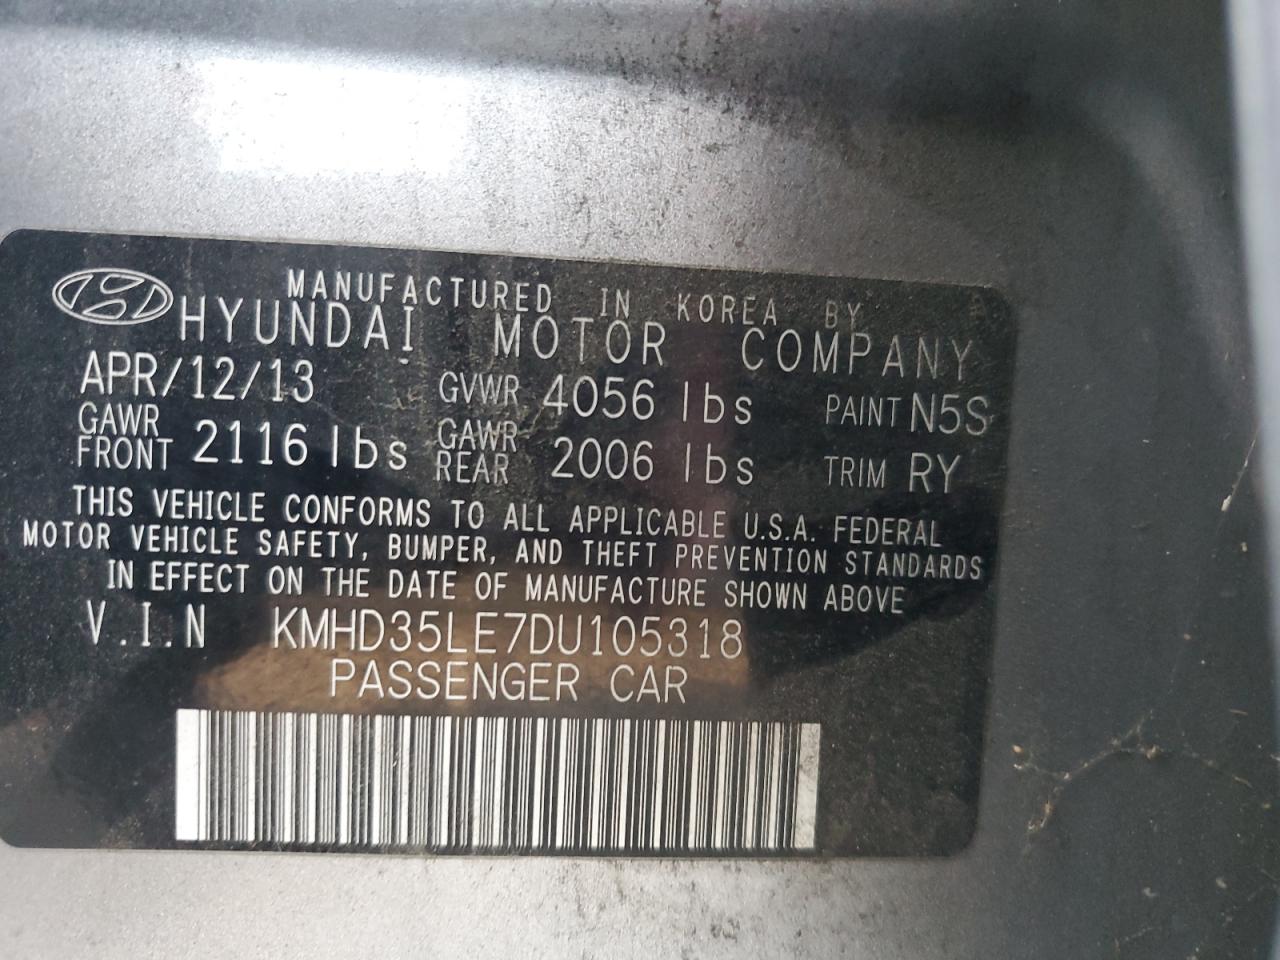 MANUFACTURED IN KOREA BY
HYUNDAI MOTOR COMPANY
APR/12/13 GVWR 4056 lbs PAINT N5S
GAWR FRONT 2116 lbs GAWR REAR 2006 lbs TRIM RY
THIS VEHICLE CONFORMS TO ALL APPLICABLE U.S.A. FEDERAL
MOTOR VEHICLE SAFETY, BUMPER, AND THEFT PREVENTION STANDARDS
IN EFFECT ON THE DATE OF MANUFACTURE SHOWN ABOVE
V.I.N KMHD35LE7DU105318
PASSENGER CAR